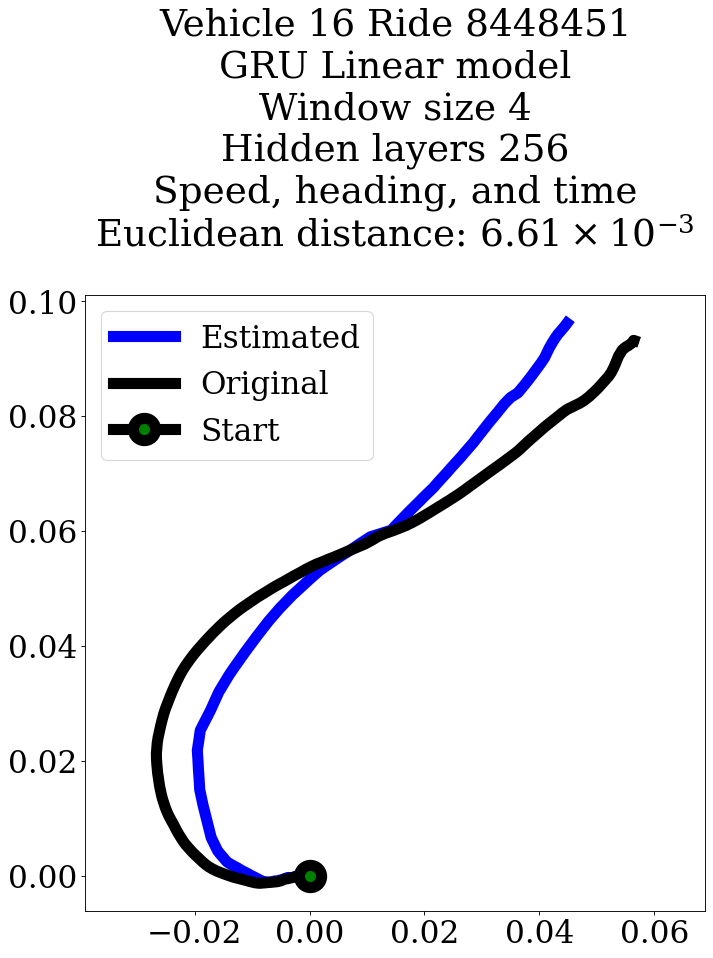 Vehicle 16 Ride 8448451
GRU Linear model
Window size 4
Hidden layers 256
Speed, heading, and time
Euclidean distance: 6.61 × 10⁻³
0.10
0.08
0.06
0.04
0.02
0.00
Estimated
Original
Start
−0.02 0.00 0.02 0.04 0.06